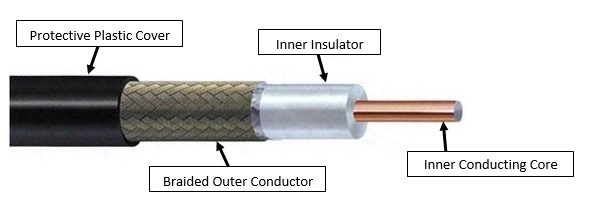 Protective Plastic Cover
Inner Insulator
Inner Conducting Core
Braided Outer Conductor